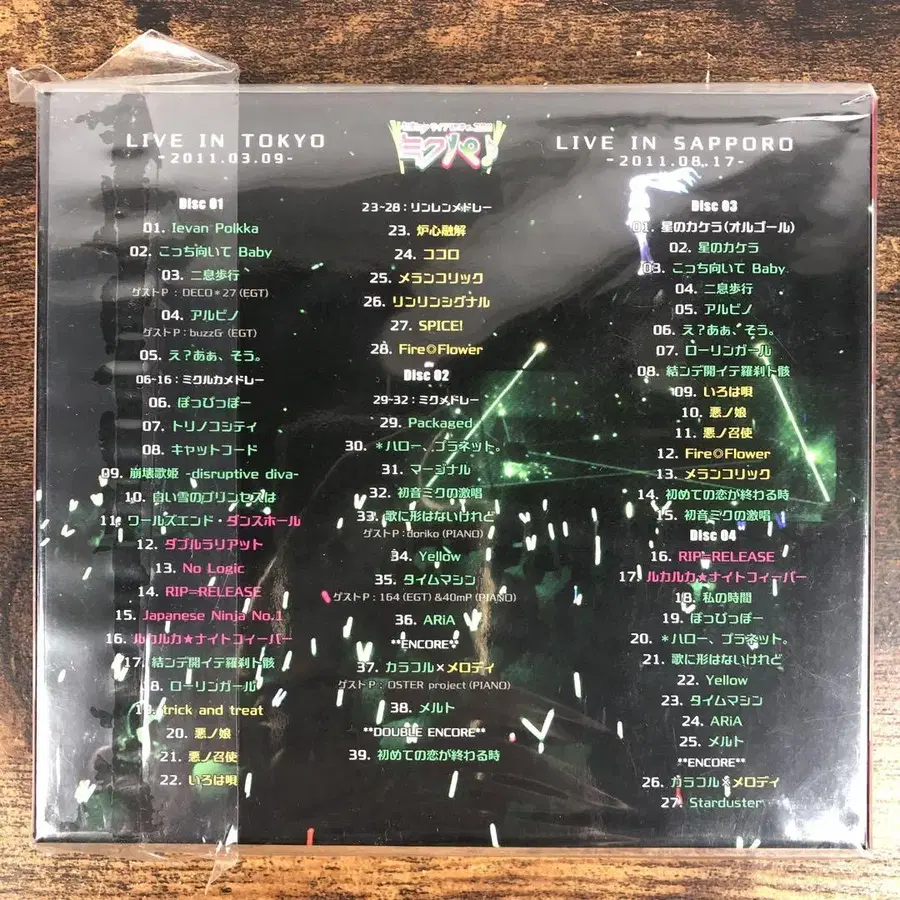 LIVE IN TOKYO
-2011.03.09-
Disc 01
01. Ievan Polkka
02. こっち向いて Baby
03. 二息歩行
ゲストP:DECO*27(EGT)
04. アルビノ
ゲストP:buzzG(EGT)
05. え?あぁ、そう。
06-16:ミクルカメドレー
06. ぽっぴっぽー
07. トリノコシティ
08. キャットフード
09. 崩壊歌姫 -disruptive diva-
10. 白い雪のプリンセスは
11. ワールズエンド・ダンスホール
12. ダブルラリアット
13. No Logic
14. RIP=RELEASE
15. Japanese Ninja No.1
16. ルカルカ★ナイトフィーバー
17. 結ンデ開イテ羅刹ト骸
18. ローリンガール
19. trick and treat
20. 悪ノ娘
21. 悪ノ召使
22. いろは唄
ミクパ♪
23~28:リンレンメドレー
23. 炉心融解
24. ココロ
25. メランコリック
26. リンリンシグナル
27. SPICE!
28. Fire◎Flower
Disc 02
29-32:ミクメドレー
29. Packaged
30. *ハロー、プラネット。
31. マージナル
32. 初音ミクの激唱
33. 歌に形はないけれど
ゲストP:doriko(PIANO)
34. Yellow
35. タイムマシン
ゲストP:164(EGT)&40mP(PIANO)
36. ARiA
**ENCORE**
37. カラフル×メロディ
ゲストP:OSTER project(PIANO)
38. メルト
**DOUBLE ENCORE**
39. 初めての恋が終わる時
LIVE IN SAPPORO
-2011.08.17-
Disc 03
01. 星のカケラ(オルゴール)
02. 星のカケラ
03. こっち向いて Baby
04. 二息歩行
05. アルビノ
06. え?あぁ、そう。
07. ローリンガール
08. 結ンデ開イテ羅刹ト骸
09. いろは唄
10. 悪ノ娘
11. 悪ノ召使
12. Fire◎Flower
13. メランコリック
14. 初めての恋が終わる時
15. 初音ミクの激唱
Disc 04
16. RIP=RELEASE
17. ルカルカ★ナイトフィーバー
18. 私の時間
19. ぽっぴっぽー
20. *ハロー、プラネット。
21. 歌に形はないけれど
22. Yellow
23. タイムマシン
24. ARiA
25. メルト
**ENCORE**
26. カラフル×メロディ
27. Starduster